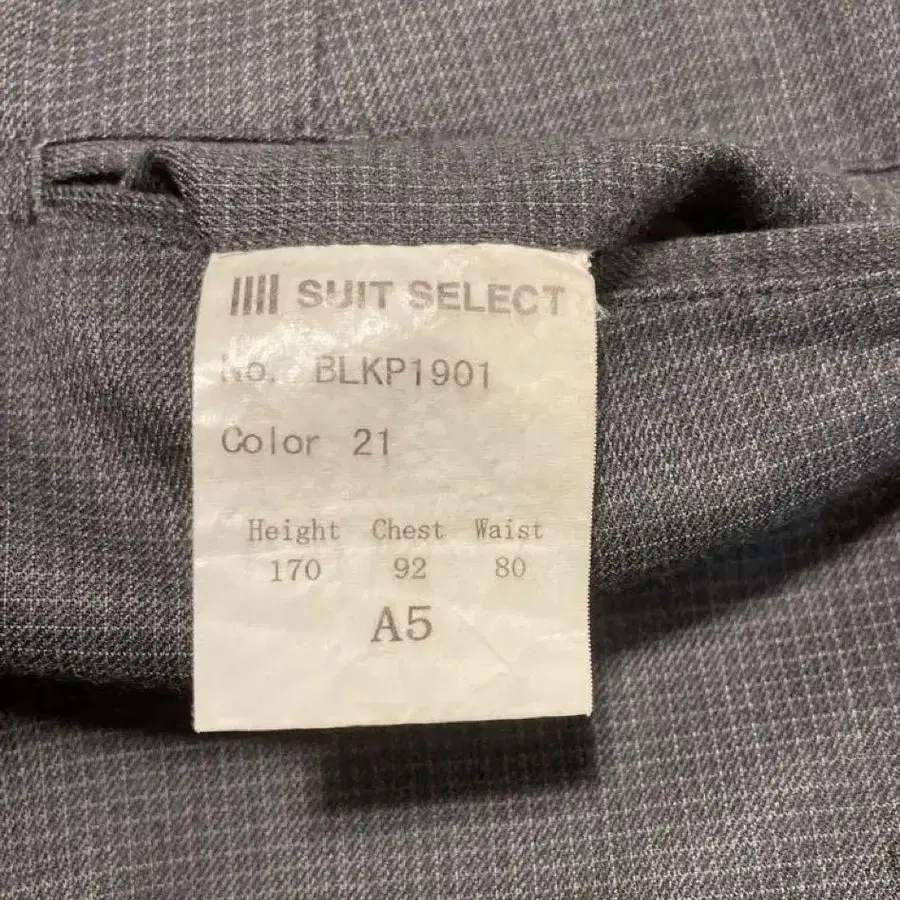 SUIT SELECT
No. BLKP1901
Color 21
Height Chest Waist
170 92 80
A5